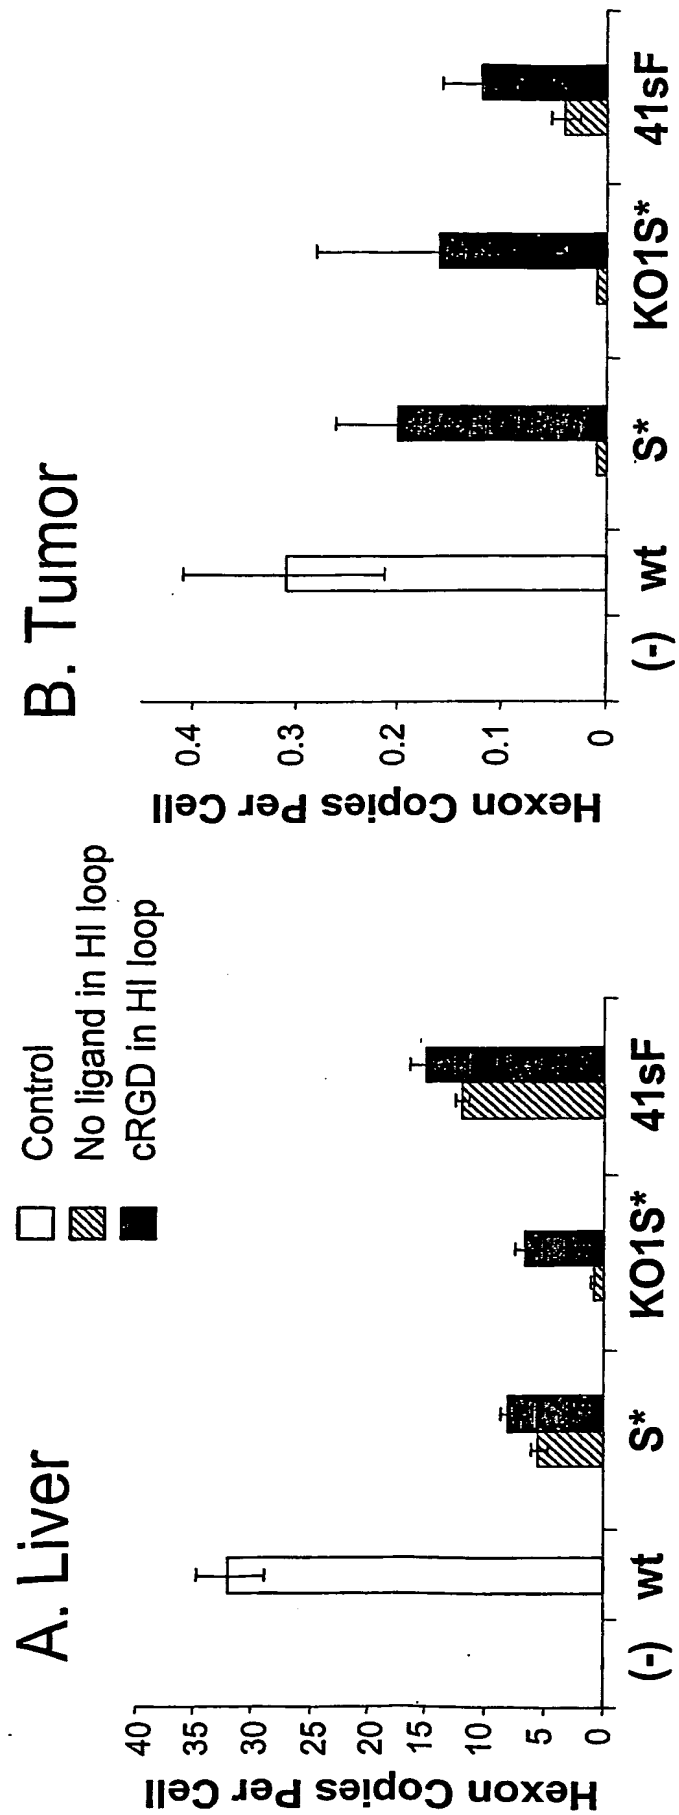 A. Liver
Control
No ligand in HI loop
cRGD in HI loop
Hexon Copies Per Cell
40
35
30
25
20
15
10
5
0
(-) wt S* KO1S* 41sF
B. Tumor
Hexon Copies Per Cell
0.4
0.3
0.2
0.1
0
(-) wt S* KO1S* 41sF